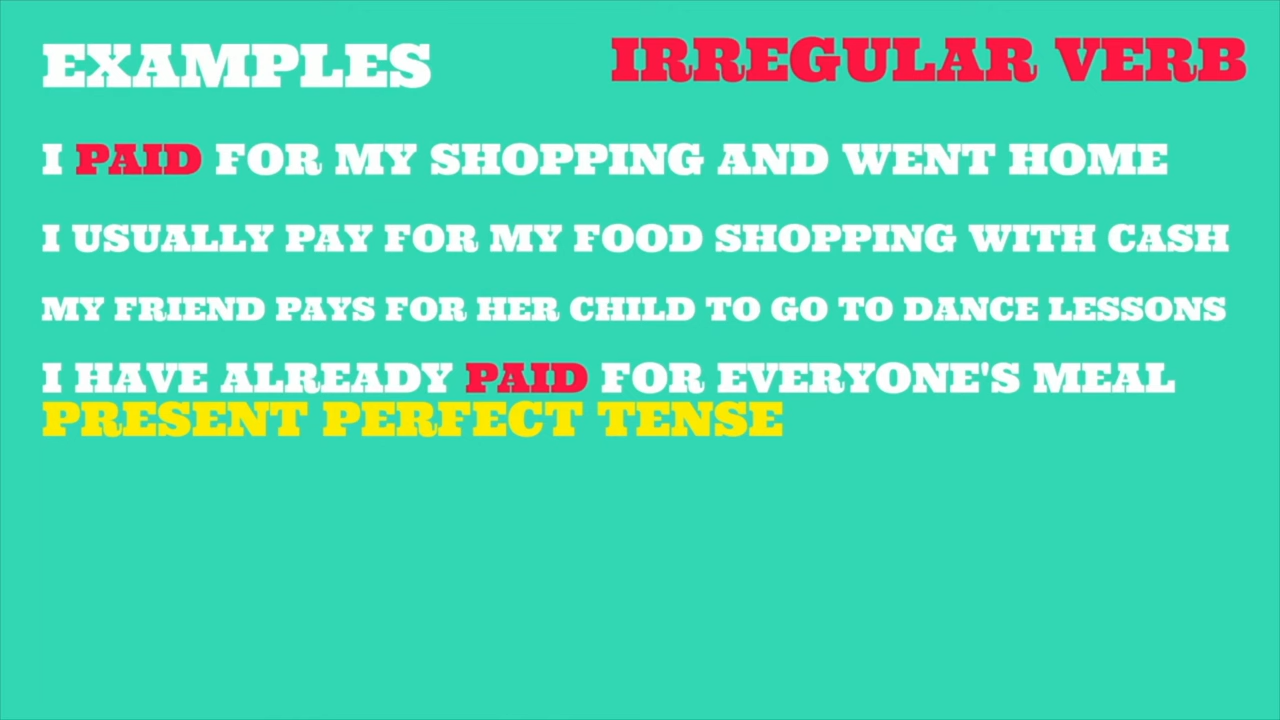 EXAMPLES
IRREGULAR VERB
I PAID FOR MY SHOPPING AND WENT HOME
I USUALLY PAY FOR MY FOOD SHOPPING WITH CASH
MY FRIEND PAYS FOR HER CHILD TO GO TO DANCE LESSONS
I HAVE ALREADY PAID FOR EVERYONE'S MEAL
PRESENT PERFECT TENSE